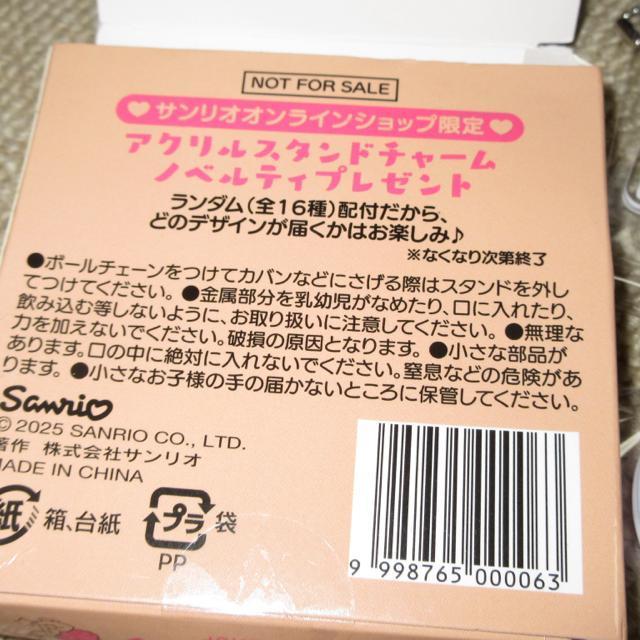 NOT FOR SALE
サンリオオンラインショップ限定
アクリルスタンドチャーム
ノベルティプレゼント
ランダム(全16種)配付だから、
どのデザインが届くかはお楽しみ♪
※なくなり次第終了
●ボールチェーンをつけてカバンなどにさげる際はスタンドを外し
てつけてください。●金属部分を乳幼児がなめたり、口に入れたり、
飲み込む等しないように、お取り扱いに注意してください。●無理な
力を加えないでください。破損の原因となります。●小さな部品が
あります。口の中に絶対に入れないでください。窒息などの危険があ
ります。●小さなお子様の手の届かないところに保管してください。
Sanrio
© 2025 SANRIO CO., LTD.
著作 株式会社サンリオ
MADE IN CHINA
紙 箱、台紙 プラ 袋
PP
9 998765 000063